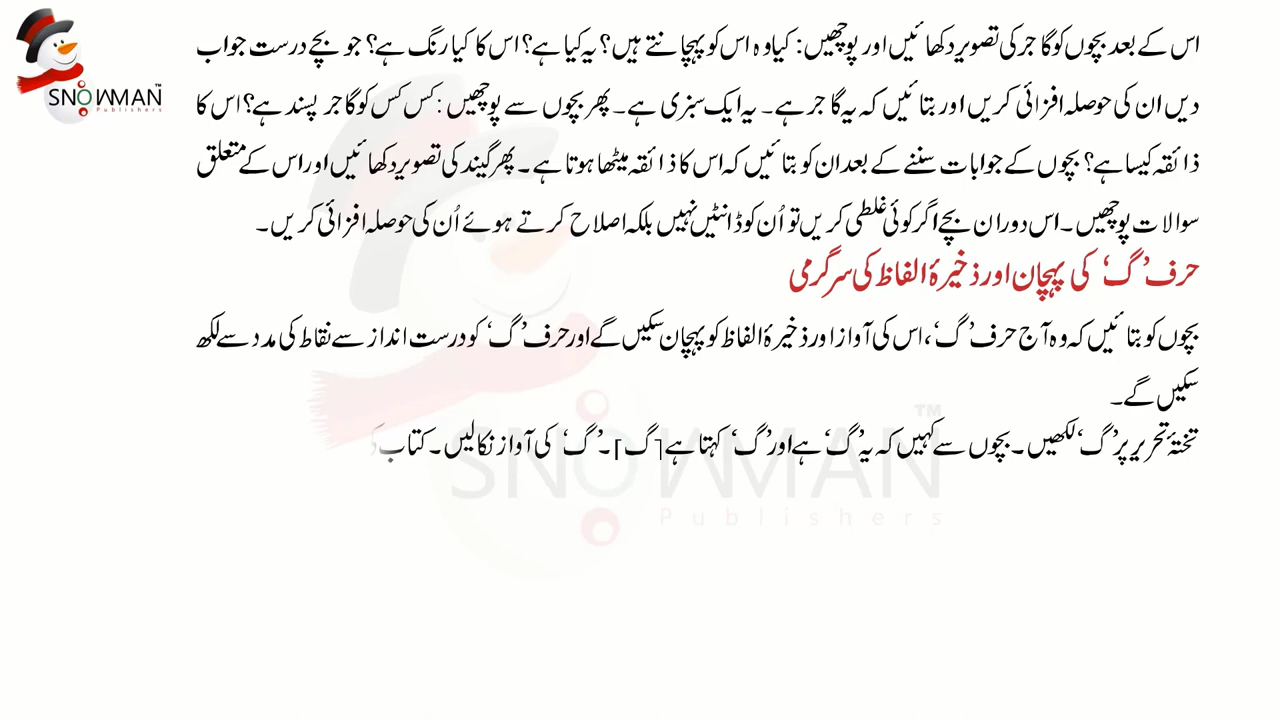 SNOWMAN™
Publishers
اس کے بعد بچوں کو گاجر کی تصویر دکھائیں اور پوچھیں: کیا وہ اس کو پہچانتے ہیں؟ یہ کیا ہے؟ اس کا کیا رنگ ہے؟ جو بچے درست جواب
دیں ان کی حوصلہ افزائی کریں اور بتائیں کہ یہ گاجر ہے۔ یہ ایک سبزی ہے۔ پھر بچوں سے پوچھیں: کس کس کو گاجر پسند ہے؟ اس کا
ذائقہ کیسا ہے؟ بچوں کے جوابات سننے کے بعد ان کو بتائیں کہ اس کا ذائقہ میٹھا ہوتا ہے۔ پھر گیند کی تصویر دکھائیں اور اس کے متعلق
سوالات پوچھیں۔ اس دوران بچے اگر کوئی غلطی کریں تو اُن کو ڈانٹیں نہیں بلکہ اصلاح کرتے ہوئے اُن کی حوصلہ افزائی کریں۔
حرف ’گ‘ کی پہچان اور ذخیرۂ الفاظ کی سرگرمی
بچوں کو بتائیں کہ وہ آج حرف ’گ‘، اس کی آواز اور ذخیرۂ الفاظ کو پہچان سکیں گے اور حرف ’گ‘ کو درست انداز سے نقاط کی مدد سے لکھ
سکیں گے۔
تختۂ تحریر پر ’گ‘ لکھیں۔ بچوں سے کہیں کہ یہ ’گ‘ ہے اور ’گ‘ کہتا ہے [گ]۔ ’گ‘ کی آواز نکالیں۔ کتاب
SNOWMAN™
Publishers